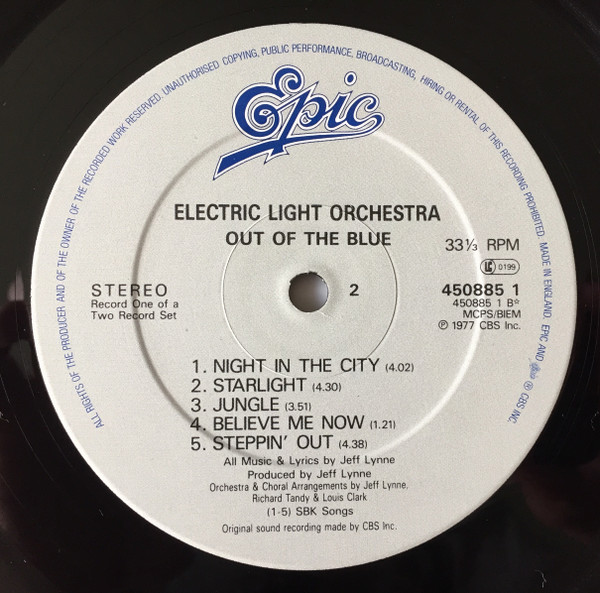 ALL RIGHTS OF THE PRODUCER AND OF THE OWNER OF THE RECORDED WORK RESERVED. UNAUTHORISED COPYING, PUBLIC PERFORMANCE, BROADCASTING, HIRING OR RENTAL OF THIS RECORDING PROHIBITED. MADE IN ENGLAND. EPIC AND Epic ® CBS INC.
Epic
ELECTRIC LIGHT ORCHESTRA
OUT OF THE BLUE
33⅓ RPM
LC 0199
STEREO
Record One of a
Two Record Set
2
450885 1
450885 1 B*
MCPS/BIEM
℗ 1977 CBS Inc.
1. NIGHT IN THE CITY (4.02)
2. STARLIGHT (4.30)
3. JUNGLE (3.51)
4. BELIEVE ME NOW (1.21)
5. STEPPIN' OUT (4.38)
All Music & Lyrics by Jeff Lynne
Produced by Jeff Lynne
Orchestra & Choral Arrangements by Jeff Lynne,
Richard Tandy & Louis Clark
(1-5) SBK Songs
Original sound recording made by CBS Inc.